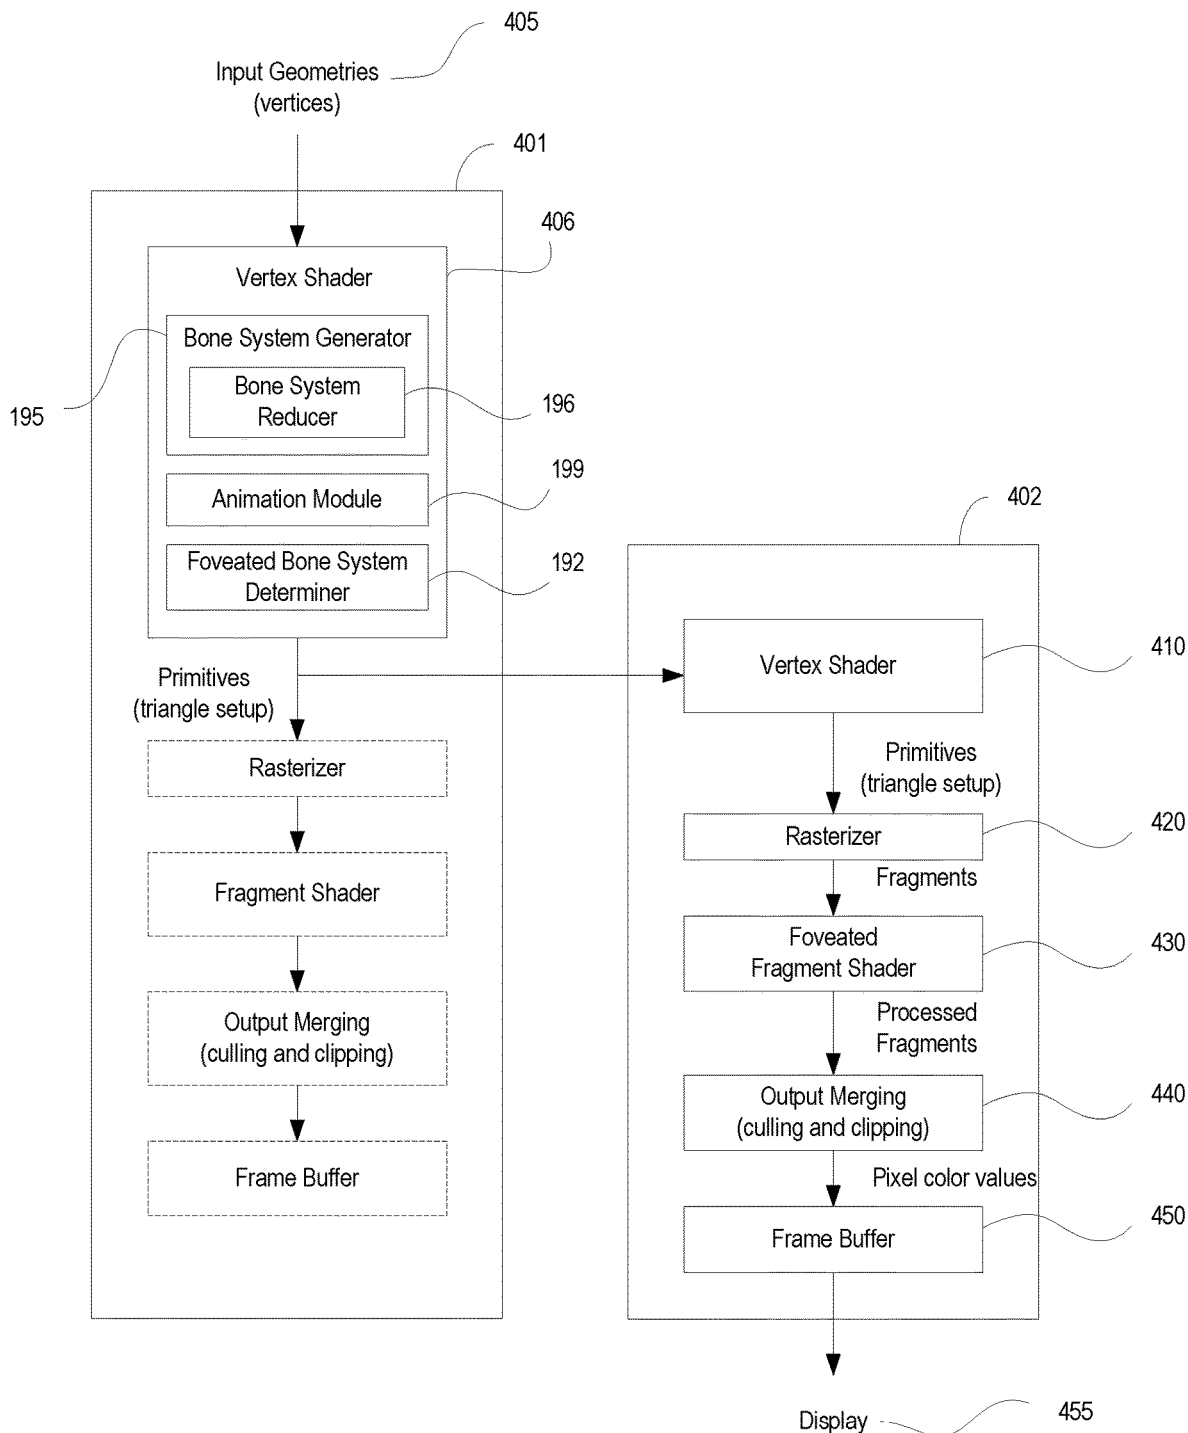 405
Input Geometries
(vertices)
401
406
Vertex Shader
Bone System Generator
Bone System
Reducer
195
196
Animation Module
199
Foveated Bone System
Determiner
192
Primitives
(triangle setup)
Rasterizer
Fragment Shader
Output Merging
(culling and clipping)
Frame Buffer
402
Vertex Shader
410
Primitives
(triangle setup)
Rasterizer
420
Fragments
Foveated
Fragment Shader
430
Processed
Fragments
Output Merging
(culling and clipping)
440
Pixel color values
Frame Buffer
450
Display
455